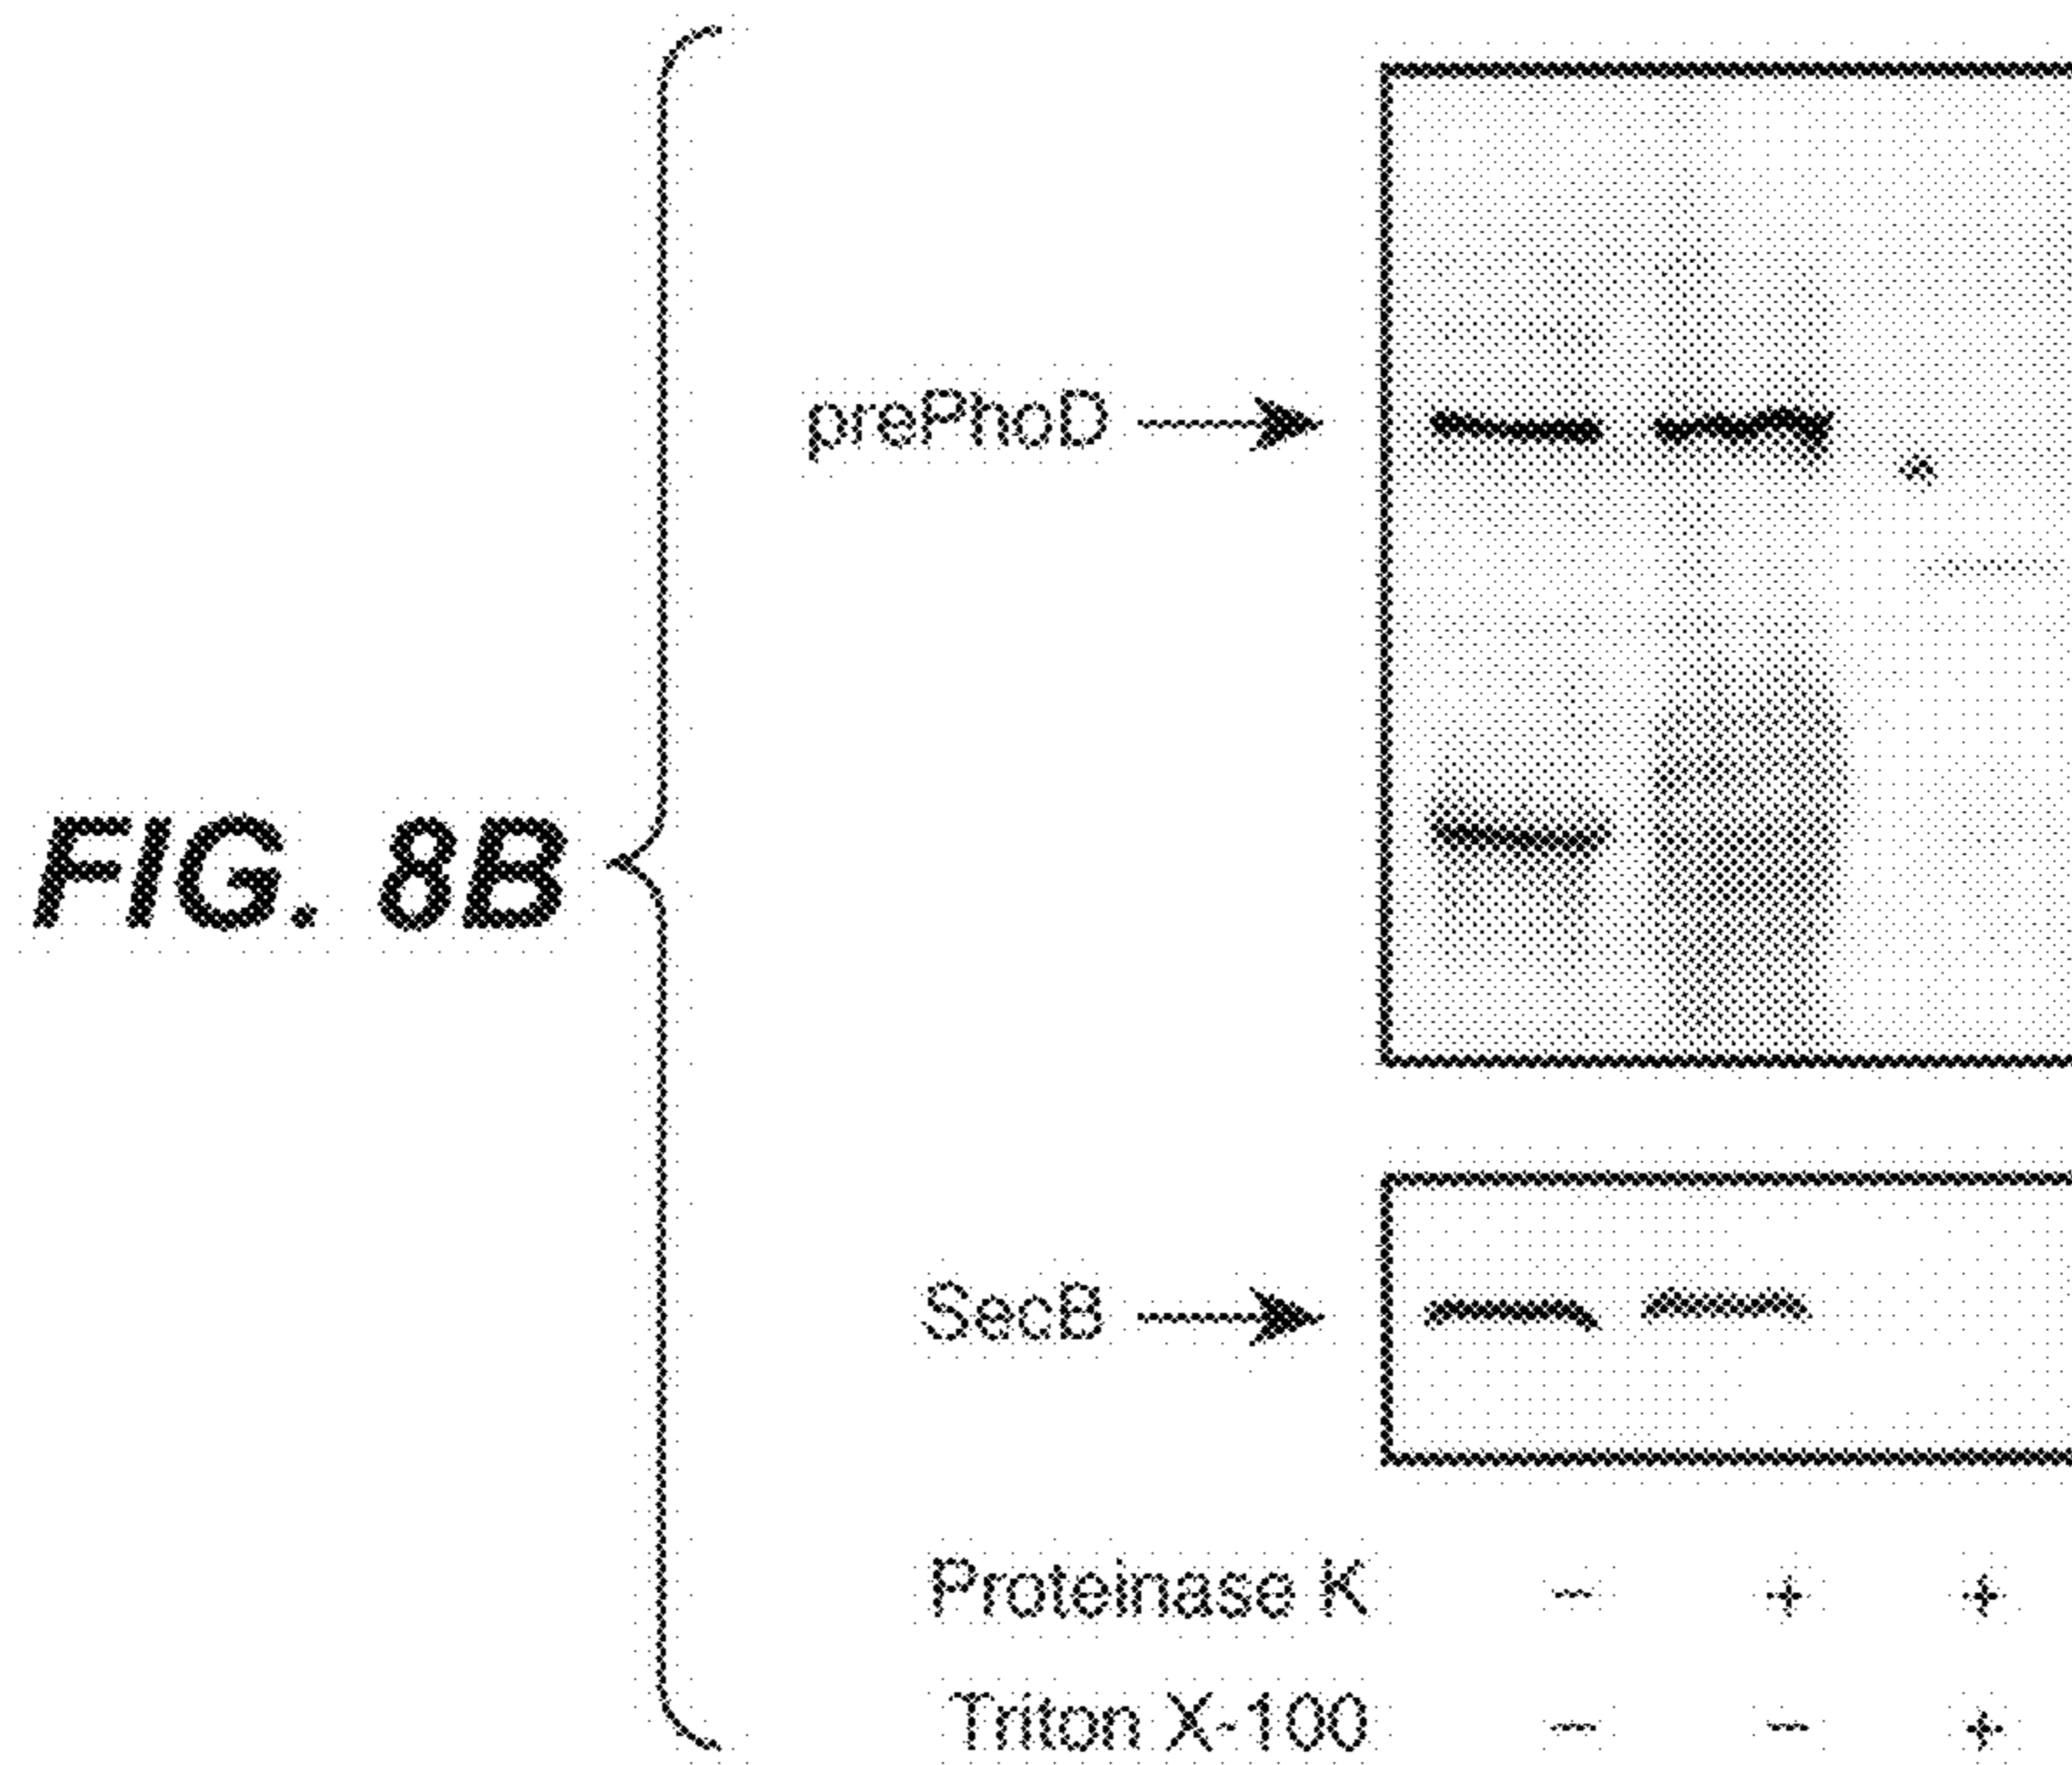 prePhoD
FIG. 8B
SecB
Proteinase K - + +
Triton X-100 - - +